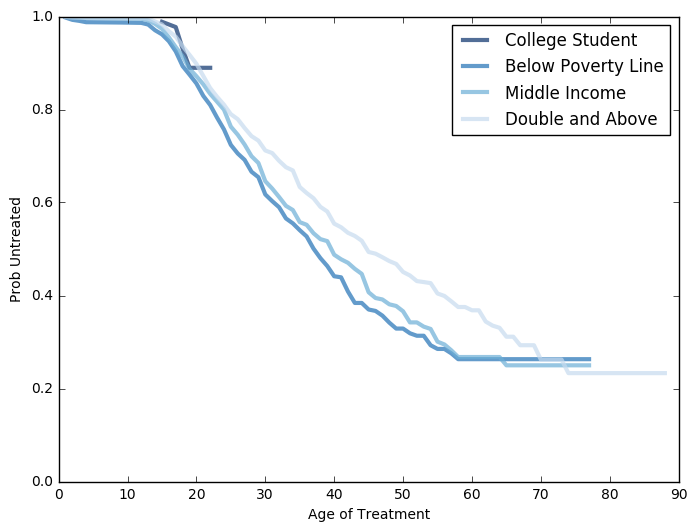 1.0
0.8
0.6
0.4
0.2
0.0
Prob Untreated
College Student
Below Poverty Line
Middle Income
Double and Above
0 10 20 30 40 50 60 70 80 90
Age of Treatment